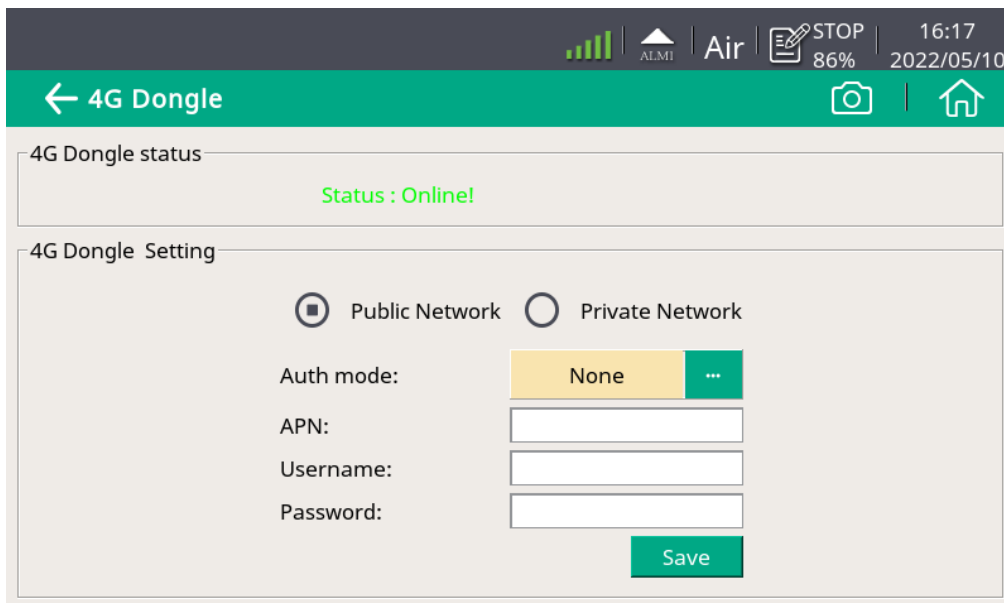 ALM1 Air STOP 16:17
86% 2022/05/10
4G Dongle
4G Dongle status
Status : Online!
4G Dongle Setting
Public Network Private Network
Auth mode: None ...
APN:
Username:
Password:
Save